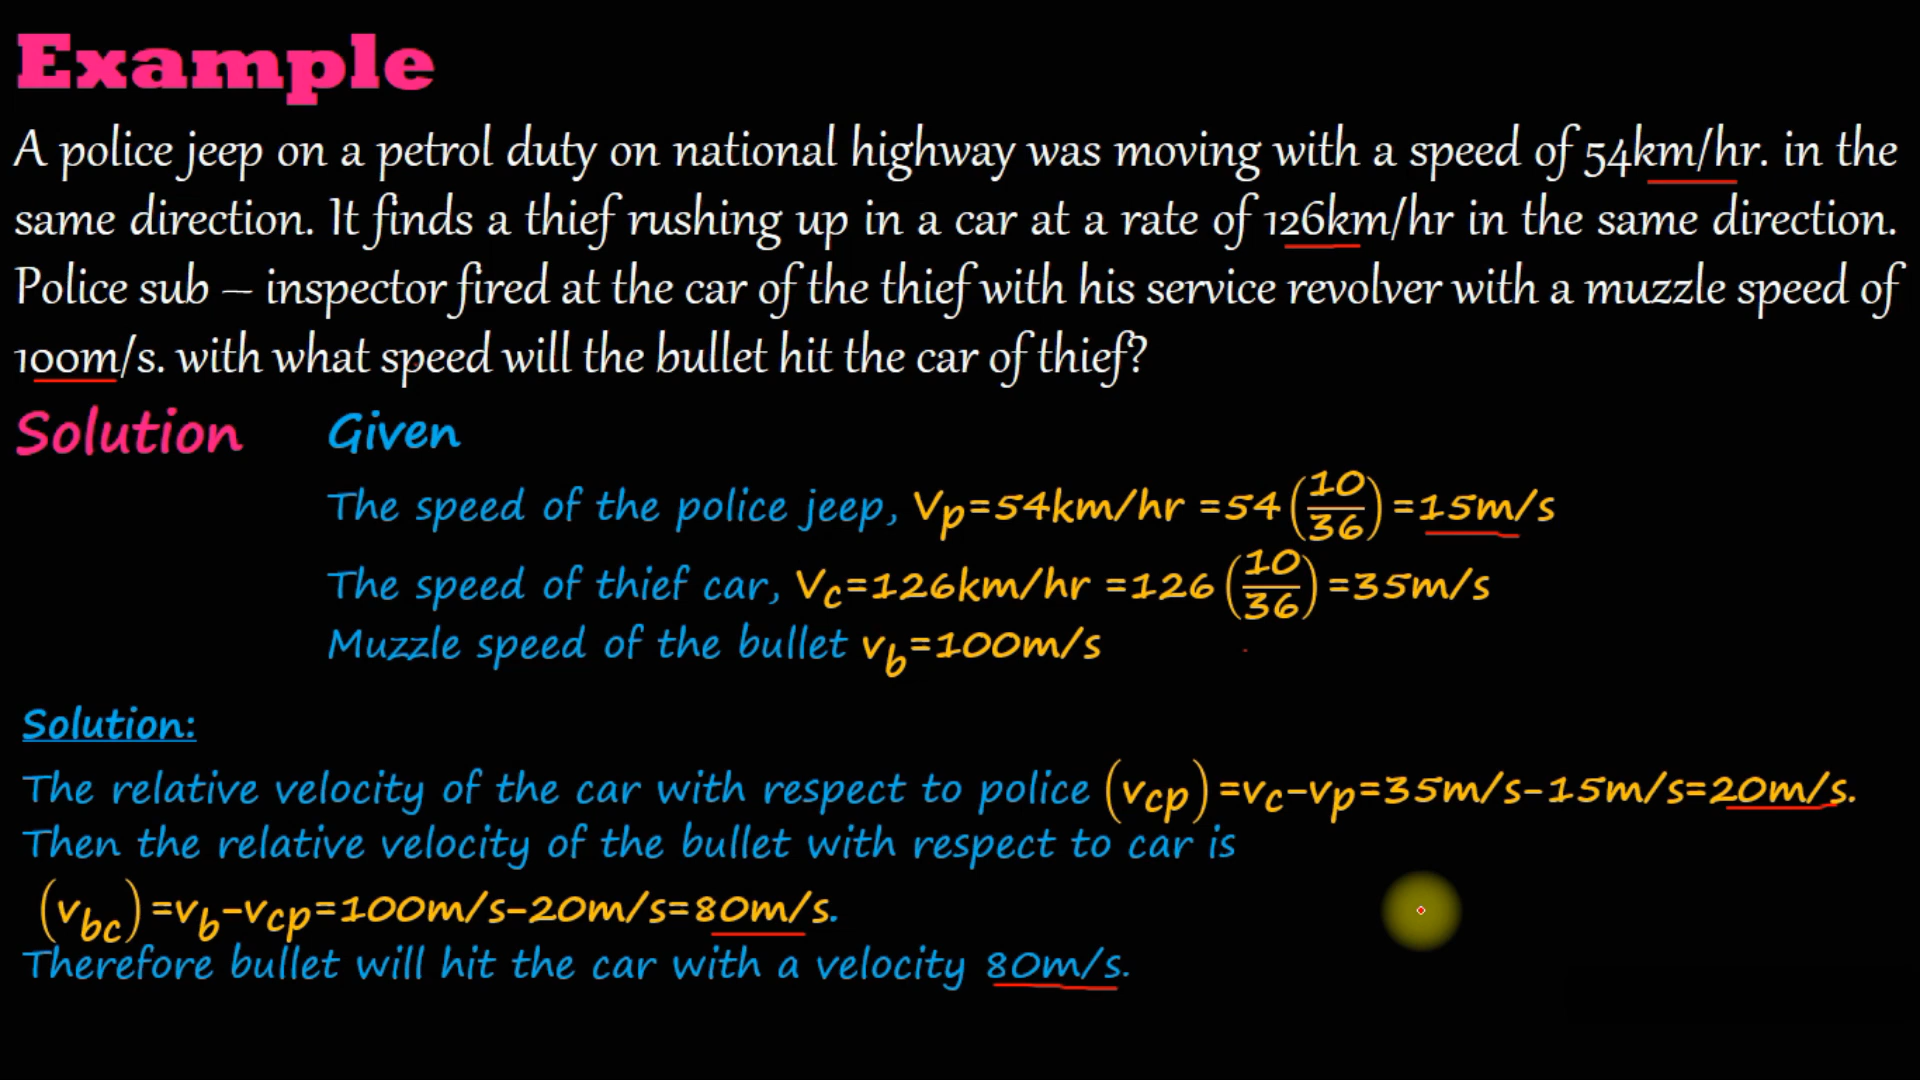 Example
A police jeep on a petrol duty on national highway was moving with a speed of 54km/hr. in the
same direction. It finds a thief rushing up in a car at a rate of 126km/hr in the same direction.
Police sub – inspector fired at the car of the thief with his service revolver with a muzzle speed of
100m/s. with what speed will the bullet hit the car of thief?
Solution Given
The speed of the police jeep, Vp=54km/hr =54(10/36)=15m/s
The speed of thief car, Vc=126km/hr =126(10/36)=35m/s
Muzzle speed of the bullet vb=100m/s
Solution:
The relative velocity of the car with respect to police (vcp)=vc-vp=35m/s-15m/s=20m/s.
Then the relative velocity of the bullet with respect to car is
(vbc)=vb-vcp=100m/s-20m/s=80m/s.
Therefore bullet will hit the car with a velocity 80m/s.